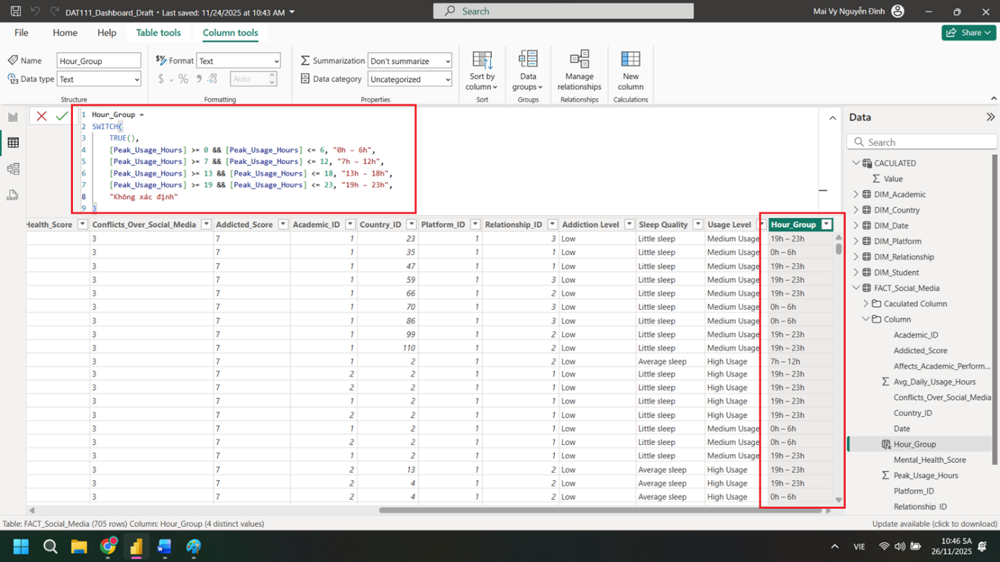 DAT111_Dashboard_Draft • Last saved: 11/24/2025 at 10:43 AM
Search
Mai Vy Nguyễn Đình
File Home Help Table tools Column tools
Share
Name Hour_Group
Data type Text
Structure
Format Text
$ % Auto
Formatting
Summarization Don't summarize
Data category Uncategorized
Properties
Sort by column
Sort
Data groups
Groups
Manage relationships
Relationships
New column
Calculations
1 Hour_Group =
2 SWITCH(
3 TRUE(),
4 [Peak_Usage_Hours] >= 0 && [Peak_Usage_Hours] <= 6, "0h – 6h",
5 [Peak_Usage_Hours] >= 7 && [Peak_Usage_Hours] <= 12, "7h – 12h",
6 [Peak_Usage_Hours] >= 13 && [Peak_Usage_Hours] <= 18, "13h – 18h",
7 [Peak_Usage_Hours] >= 19 && [Peak_Usage_Hours] <= 23, "19h – 23h",
8 "Không xác định"
9 )
Health_Score Conflicts_Over_Social_Media Addicted_Score Academic_ID Country_ID Platform_ID Relationship_ID Addiction Level Sleep Quality Usage Level Hour_Group
3 7 1 23 1 3 Low Little sleep Medium Usage 19h – 23h
3 7 1 35 1 1 Low Little sleep Medium Usage 0h – 6h
3 7 1 47 1 1 Low Little sleep Medium Usage 19h – 23h
3 7 1 59 1 3 Low Little sleep Medium Usage 19h – 23h
3 7 1 66 1 2 Low Little sleep Medium Usage 19h – 23h
3 7 1 70 1 3 Low Little sleep Medium Usage 0h – 6h
3 7 1 86 1 3 Low Little sleep Medium Usage 0h – 6h
3 7 1 99 1 2 Low Little sleep Medium Usage 19h – 23h
3 7 1 110 1 2 Low Little sleep Medium Usage 19h – 23h
3 7 1 2 1 2 Low Average sleep High Usage 7h – 12h
3 7 2 2 1 1 Low Little sleep High Usage 19h – 23h
3 7 2 2 1 1 Low Little sleep High Usage 19h – 23h
3 7 2 2 1 1 Low Little sleep High Usage 19h – 23h
3 7 2 2 1 1 Low Little sleep High Usage 19h – 23h
3 7 1 2 1 1 Low Little sleep Medium Usage 0h – 6h
3 7 2 2 1 1 Low Little sleep Medium Usage 0h – 6h
3 7 1 2 1 1 Low Little sleep Medium Usage 19h – 23h
3 7 2 13 1 2 Low Average sleep High Usage 19h – 23h
3 7 2 4 1 2 Low Average sleep High Usage 19h – 23h
3 7 2 4 1 2 Low Average sleep High Usage 0h – 6h
Data
Search
CACULATED
Value
DIM_Academic
DIM_Country
DIM_Date
DIM_Platform
DIM_Relationship
DIM_Student
FACT_Social_Media
Caculated Column
Column
Academic_ID
Addicted_Score
Affects_Academic_Perform...
Avg_Daily_Usage_Hours
Conflicts_Over_Social_Media
Country_ID
Date
Hour_Group
Mental_Health_Score
Peak_Usage_Hours
Platform_ID
Relationship_ID
Table: FACT_Social_Media (705 rows) Column: Hour_Group (4 distinct values)
Update available (click to download)
VIE
10:46 SA
26/11/2025